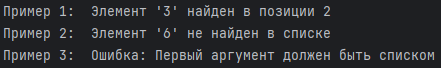 Пример 1:  Элемент '3' найден в позиции 2
Пример 2:  Элемент '6' не найден в списке
Пример 3:  Ошибка: Первый аргумент должен быть списком